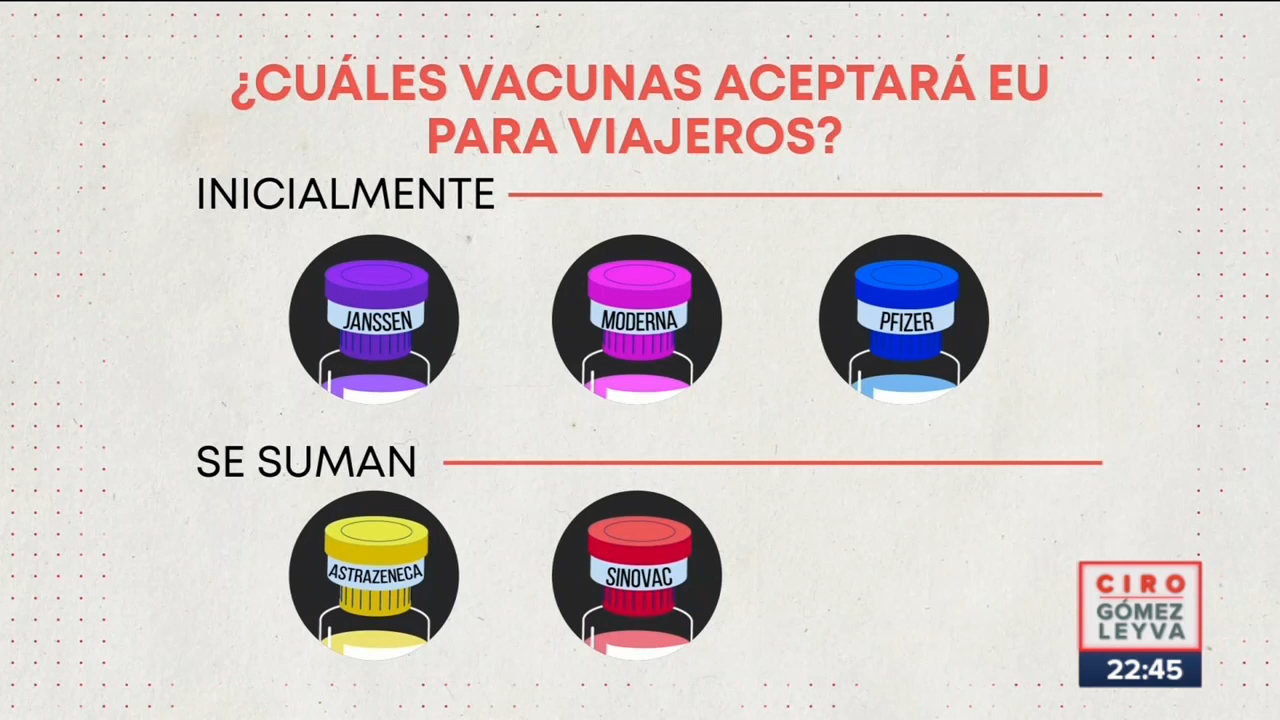 ¿CUÁLES VACUNAS ACEPTARÁ EU
PARA VIAJEROS?
INICIALMENTE
JANSSEN
MODERNA
PFIZER
SE SUMAN
ASTRAZENECA
SINOVAC
CIRO
GÓMEZ
LEYVA
22:45